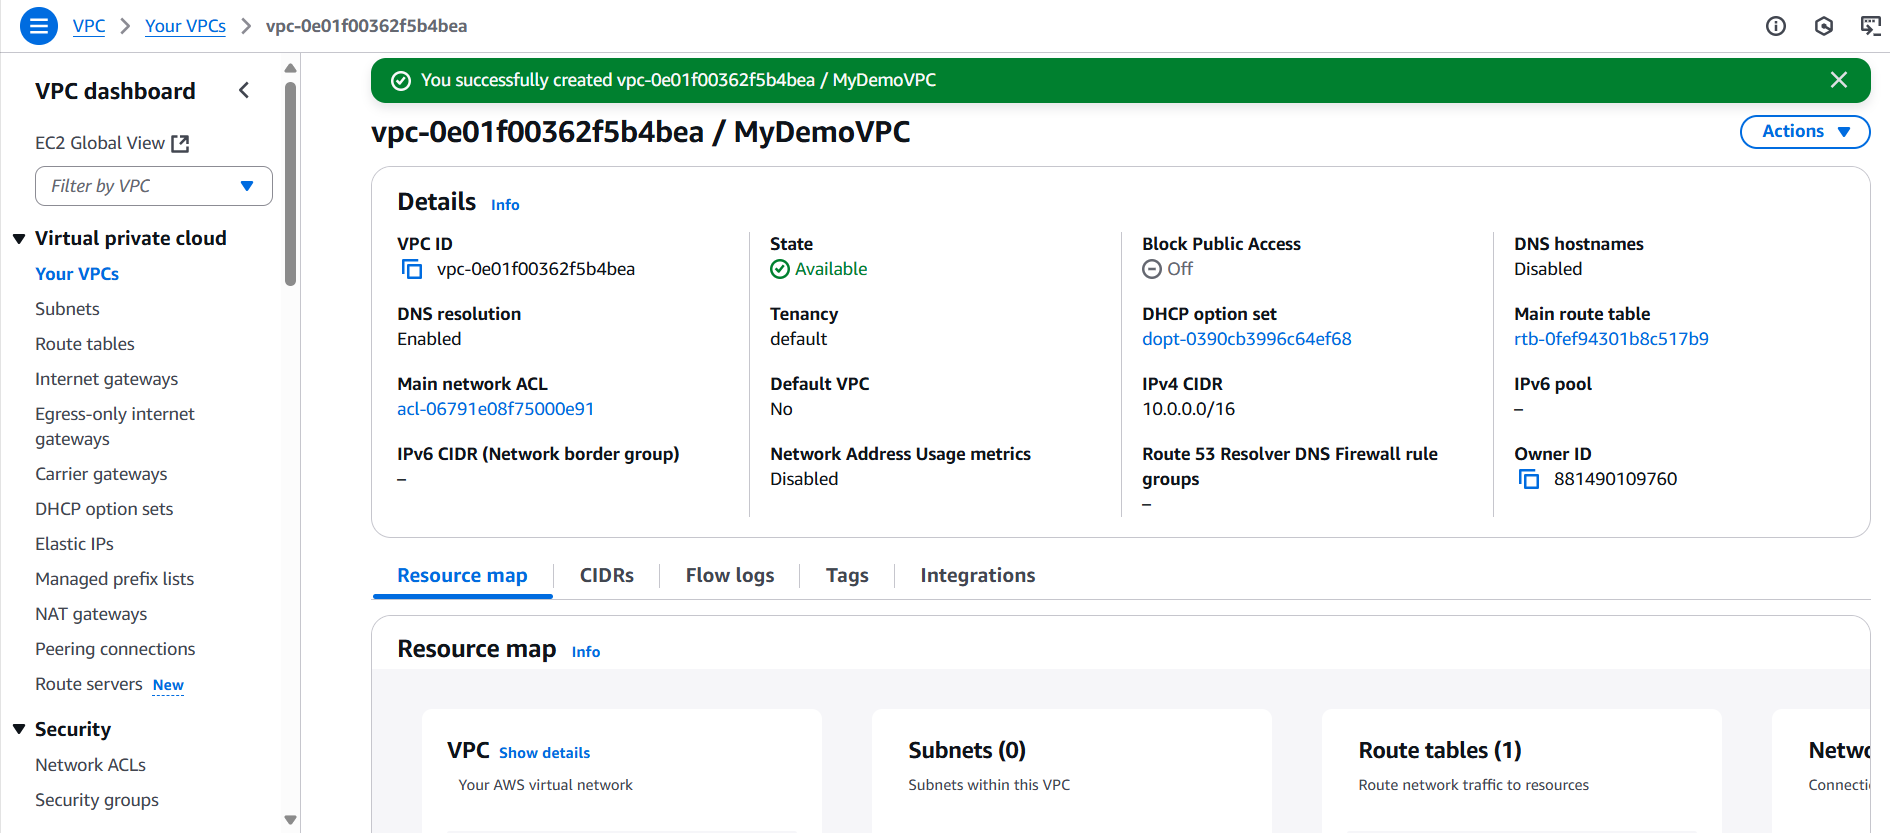 VPC > Your VPCs > vpc-0e01f00362f5b4bea
VPC dashboard
EC2 Global View
Filter by VPC
Virtual private cloud
Your VPCs
Subnets
Route tables
Internet gateways
Egress-only internet
gateways
Carrier gateways
DHCP option sets
Elastic IPs
Managed prefix lists
NAT gateways
Peering connections
Route servers New
Security
Network ACLs
Security groups
You successfully created vpc-0e01f00362f5b4bea / MyDemoVPC
vpc-0e01f00362f5b4bea / MyDemoVPC
Actions
Details Info
VPC ID
vpc-0e01f00362f5b4bea
State
Available
Block Public Access
Off
DNS hostnames
Disabled
DNS resolution
Enabled
Tenancy
default
DHCP option set
dopt-0390cb3996c64ef68
Main route table
rtb-0fef94301b8c517b9
Main network ACL
acl-06791e08f75000e91
Default VPC
No
IPv4 CIDR
10.0.0.0/16
IPv6 pool
–
IPv6 CIDR (Network border group)
–
Network Address Usage metrics
Disabled
Route 53 Resolver DNS Firewall rule
groups
–
Owner ID
881490109760
Resource map
CIDRs
Flow logs
Tags
Integrations
Resource map Info
VPC Show details
Your AWS virtual network
Subnets (0)
Subnets within this VPC
Route tables (1)
Route network traffic to resources